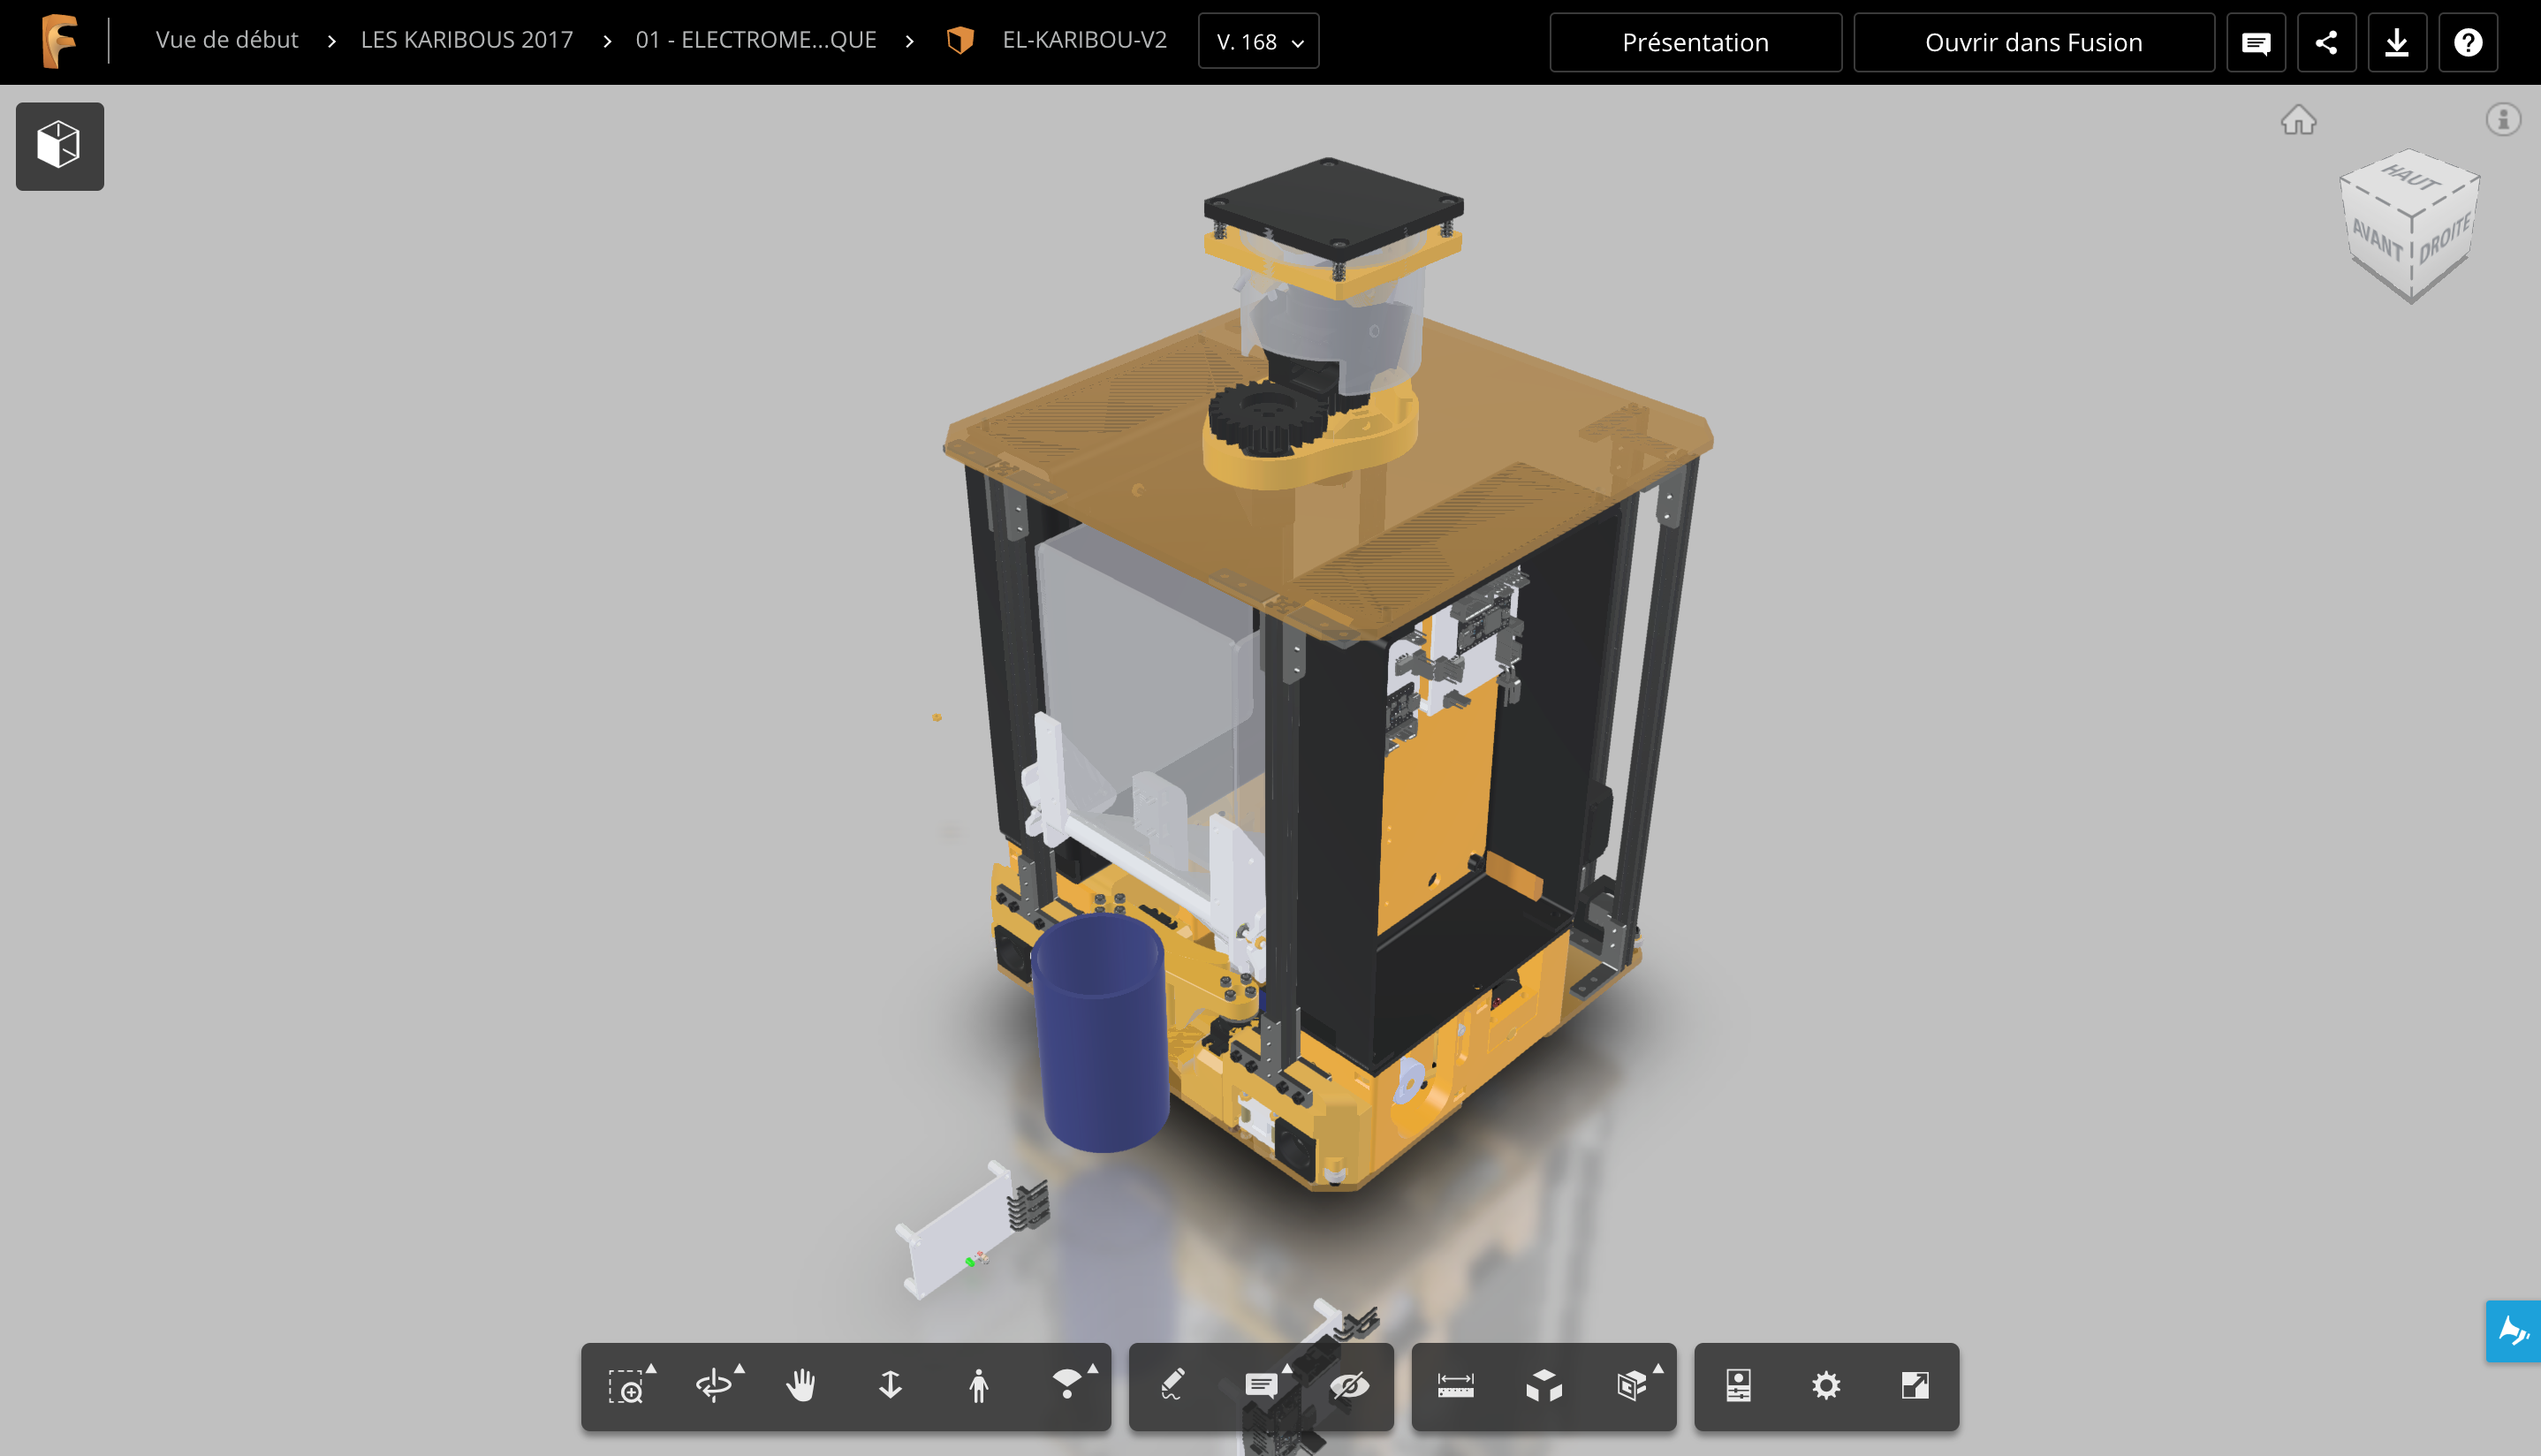 Vue de début
LES KARIBOUS 2017
01 - ELECTROME...QUE
EL-KARIBOU-V2
V. 168
Présentation
Ouvrir dans Fusion
HAUT
AVANT
DROITE